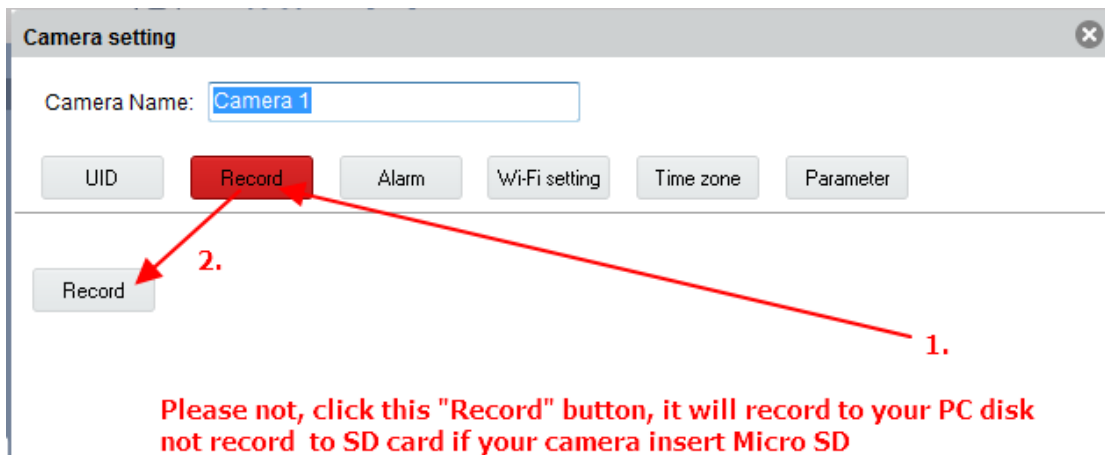 Camera setting
Camera Name: Camera 1
UID Record Alarm Wi-Fi setting Time zone Parameter
2.
Record
1.
Please not, click this "Record" button, it will record to your PC disk
not record to SD card if your camera insert Micro SD